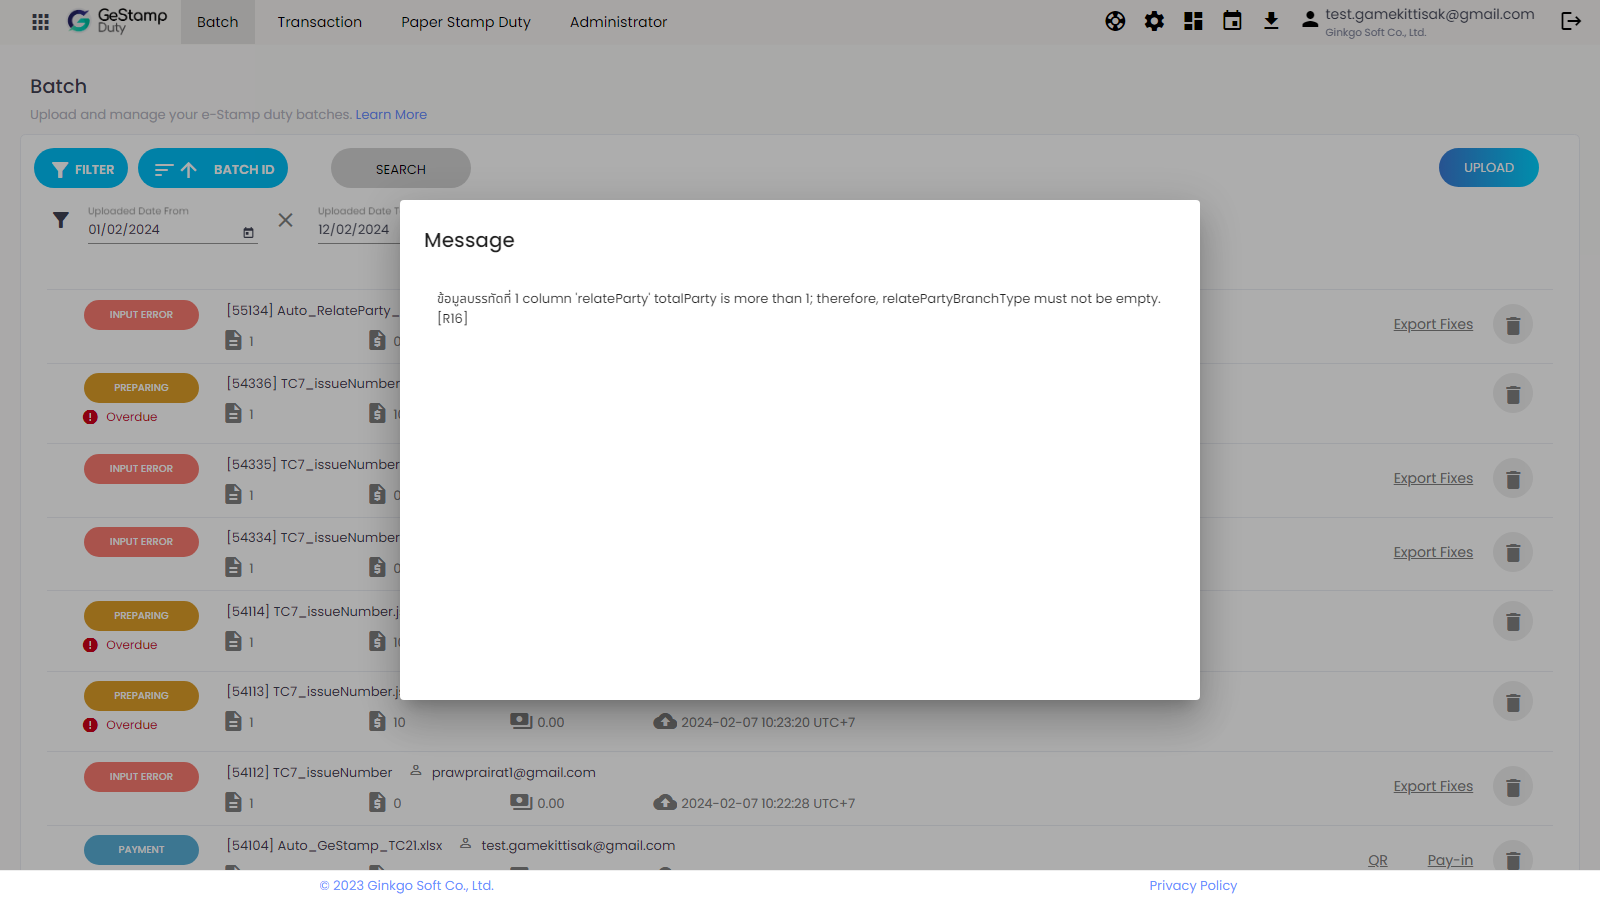 GeStamp
Duty
Batch
Transaction
Paper Stamp Duty
Administrator
test.gamekittisak@gmail.com
Ginkgo Soft Co., Ltd.
Batch
Upload and manage your e-Stamp duty batches. Learn More
FILTER
BATCH ID
SEARCH
UPLOAD
Uploaded Date From
01/02/2024
Uploaded Date T
12/02/2024
Message
ข้อมูลบรรทัดที่ 1 column 'relateParty' totalParty is more than 1; therefore, relatePartyBranchType must not be empty.
[R16]
INPUT ERROR
[55134] Auto_RelateParty_
1
0
Export Fixes
PREPARING
Overdue
[54336] TC7_issueNumber
1
10
INPUT ERROR
[54335] TC7_issueNumber
1
0
Export Fixes
INPUT ERROR
[54334] TC7_issueNumber
1
0
Export Fixes
PREPARING
Overdue
[54114] TC7_issueNumber.j
1
10
PREPARING
Overdue
[54113] TC7_issueNumber.j
1
10
0.00
2024-02-07 10:23:20 UTC+7
INPUT ERROR
[54112] TC7_issueNumber
prawprairat1@gmail.com
1
0
0.00
2024-02-07 10:22:28 UTC+7
Export Fixes
PAYMENT
[54104] Auto_GeStamp_TC21.xlsx
test.gamekittisak@gmail.com
QR
Pay-in
© 2023 Ginkgo Soft Co., Ltd.
Privacy Policy